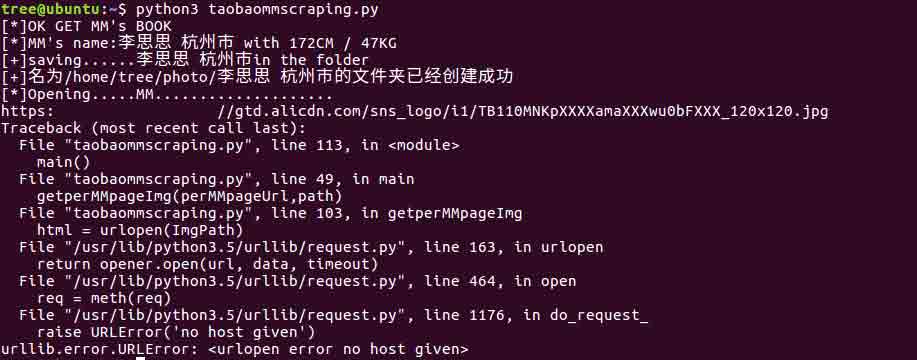 tree@ubuntu:~$ python3 taobaommscraping.py
[*]OK GET MM's BOOK
[*]MM's name:李思思 杭州市 with 172CM / 47KG
[+]saving......李思思 杭州市in the folder
[+]名为/home/tree/photo/李思思 杭州市的文件夹已经创建成功
[*]Opening.....MM....................
https:                  //gtd.alicdn.com/sns_logo/i1/TB110MNKpXXXXamaXXXwu0bFXXX_120x120.jpg
Traceback (most recent call last):
  File "taobaommscraping.py", line 113, in <module>
    main()
  File "taobaommscraping.py", line 49, in main
    getperMMpageImg(perMMpageUrl,path)
  File "taobaommscraping.py", line 103, in getperMMpageImg
    html = urlopen(ImgPath)
  File "/usr/lib/python3.5/urllib/request.py", line 163, in urlopen
    return opener.open(url, data, timeout)
  File "/usr/lib/python3.5/urllib/request.py", line 464, in open
    req = meth(req)
  File "/usr/lib/python3.5/urllib/request.py", line 1176, in do_request_
    raise URLError('no host given')
urllib.error.URLError: <urlopen error no host given>